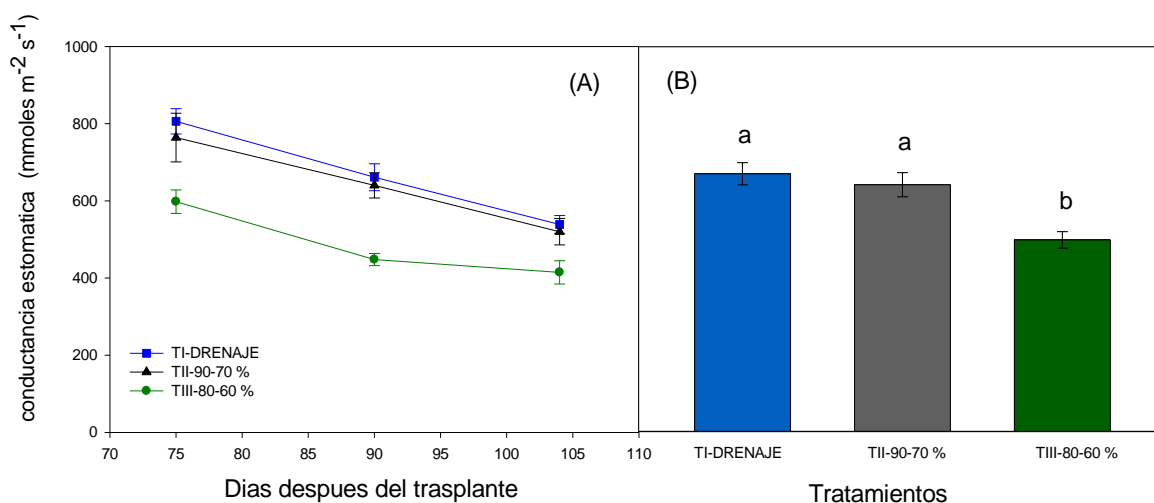 conductancia estomatica (mmoles m-2 s-1)
1000
800
600
400
200
0
(A)
TI-DRENAJE
TII-90-70 %
TIII-80-60 %
70 75 80 85 90 95 100 105 110
Dias despues del trasplante
(B)
a
a
b
TI-DRENAJE TII-90-70 % TIII-80-60 %
Tratamientos